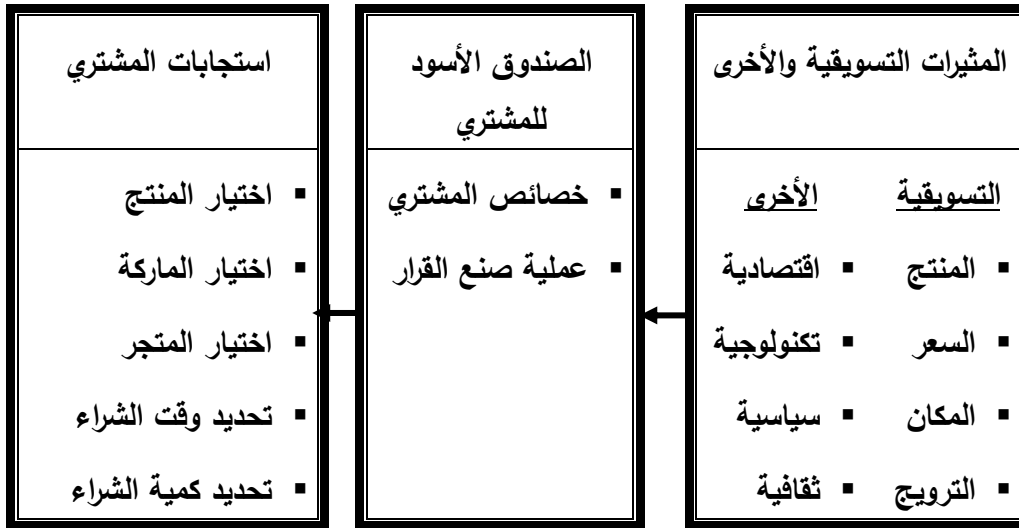 المثيرات التسويقية والأخرى
التسويقية الأخرى
▪ المنتج ▪ اقتصادية
▪ السعر ▪ تكنولوجية
▪ المكان ▪ سياسية
▪ الترويج ▪ ثقافية
الصندوق الأسود
للمشتري
▪ خصائص المشتري
▪ عملية صنع القرار
استجابات المشتري
▪ اختيار المنتج
▪ اختيار الماركة
▪ اختيار المتجر
▪ تحديد وقت الشراء
▪ تحديد كمية الشراء